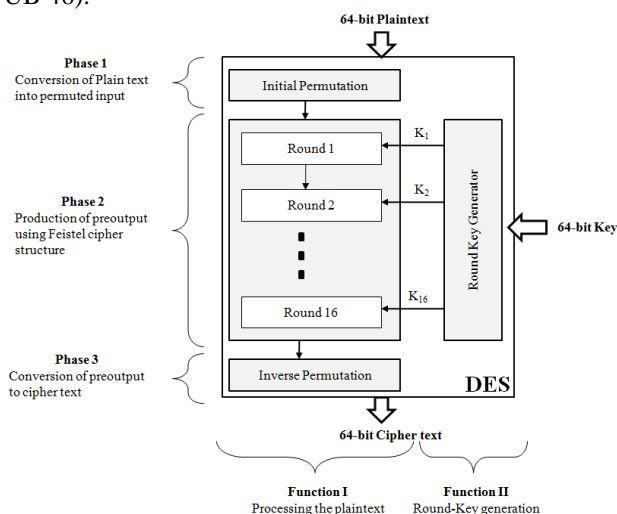 UB 46).
64-bit Plaintext
Phase 1
Conversion of Plain text
into permuted input
Initial Permutation
Phase 2
Production of preoutput
using Feistel cipher
structure
Round 1
K1
Round 2
K2
Round 16
K16
Round Key Generator
64-bit Key
Phase 3
Conversion of preoutput
to cipher text
Inverse Permutation
DES
64-bit Cipher text
Function I
Processing the plaintext
Function II
Round-Key generation